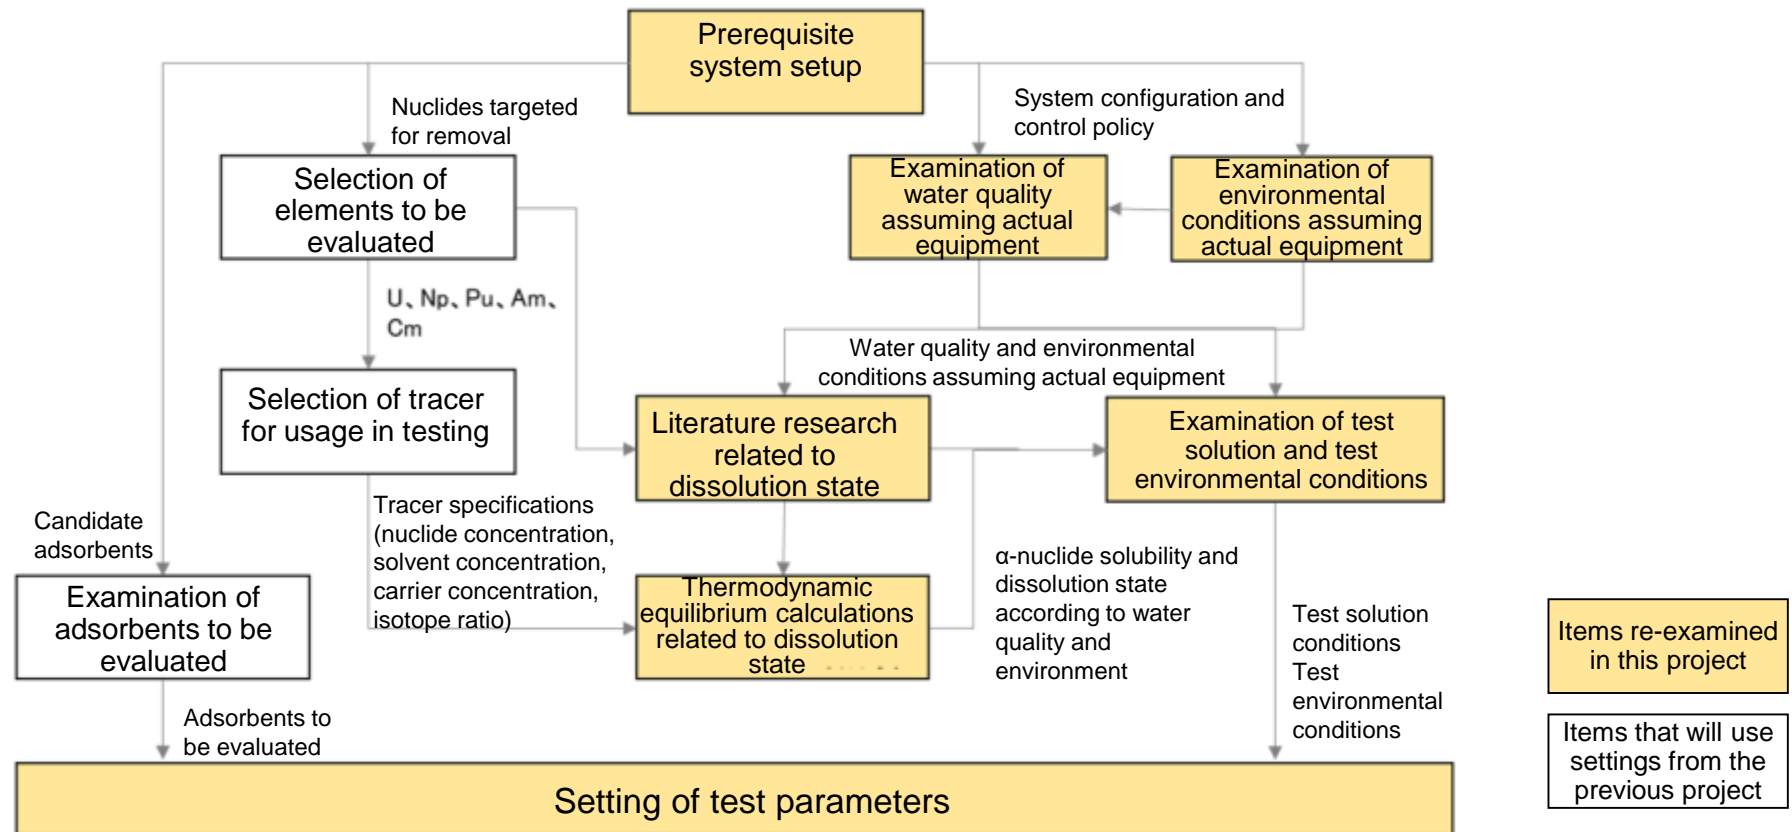 Prerequisite
system setup
Nuclides targeted
for removal
System configuration and
control policy
Selection of
elements to be
evaluated
Examination of
water quality
assuming actual
equipment
Examination of
environmental
conditions assuming
actual equipment
U、Np、Pu、Am、
Cm
Water quality and environmental
conditions assuming actual equipment
Selection of tracer
for usage in testing
Literature research
related to
dissolution state
Examination of test
solution and test
environmental conditions
Candidate
adsorbents
Tracer specifications
(nuclide concentration,
solvent concentration,
carrier concentration,
isotope ratio)
α-nuclide solubility and
dissolution state
according to water
quality and
environment
Examination of
adsorbents to be
evaluated
Thermodynamic
equilibrium calculations
related to dissolution
state
Test solution
conditions
Test
environmental
conditions
Items re-examined
in this project
Adsorbents to
be evaluated
Items that will use
settings from the
previous project
Setting of test parameters